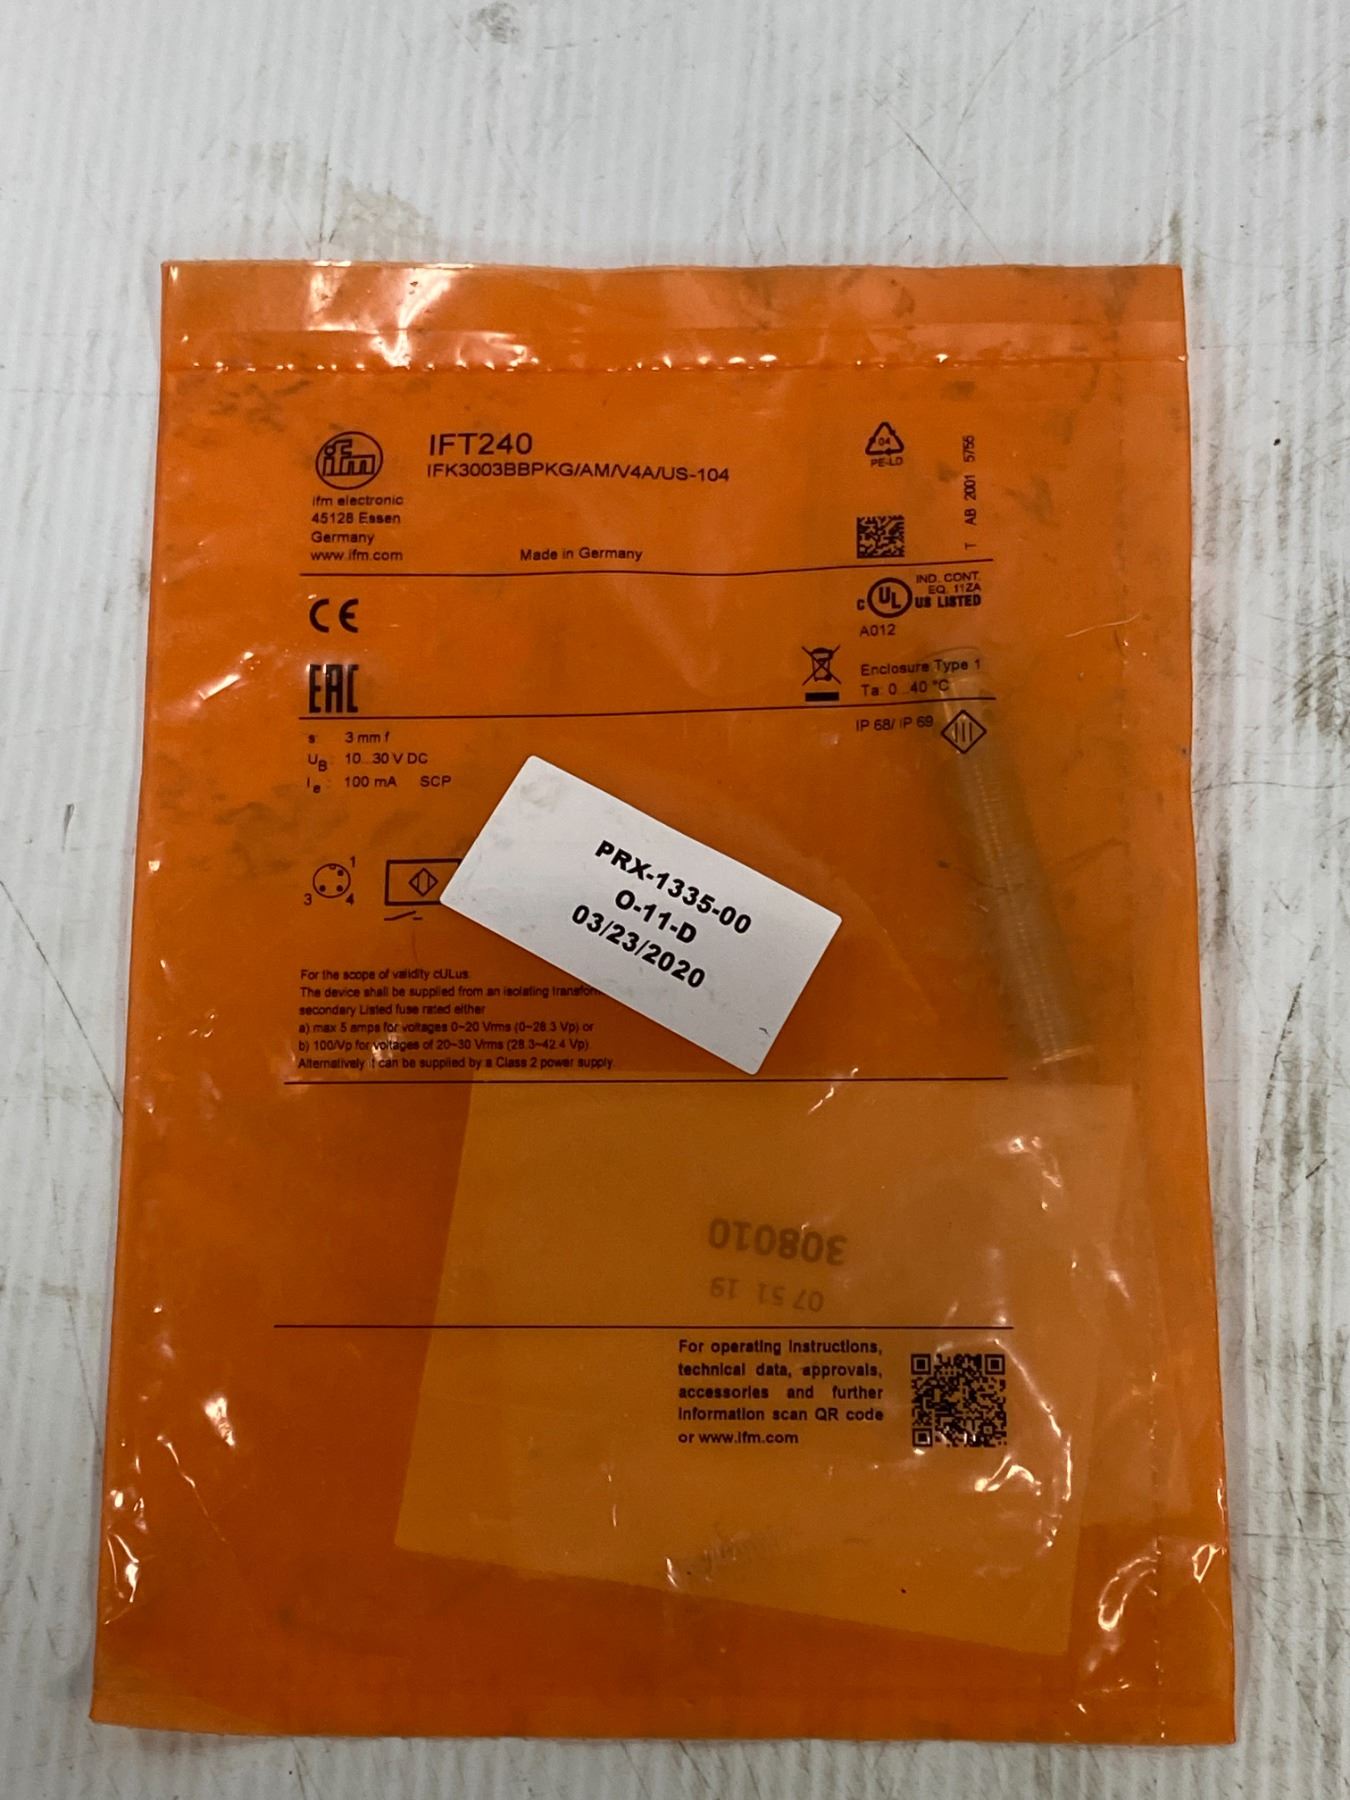 ifm
IFT240
IFK3003BBPKG/AM/V4A/US-104
ifm electronic
45128 Essen
Germany
www.ifm.com
Made in Germany
04
PE-LD
T AB 2001 5756
CE
C UL US LISTED
IND. CONT.
EQ. 11ZA
A012
EAC
Enclosure Type 1
Ta: 0...40 °C
IP 68/ IP 69
s: 3 mm f
UB: 10...30 V DC
Ie: 100 mA SCP
1
3 4
PRX-1335-00
O-11-D
03/23/2020
For the scope of validity cULus:
The device shall be supplied from an isolating
secondary Listed fuse rated either
a) max 5 amps for voltages 0~20 Vrms (0~28.3 Vp) or
b) 100/Vp for voltages of 20~30 Vrms (28.3~42.4 Vp).
Alternatively it can be supplied by a Class 2 power supply.
308010
07 51 19
For operating instructions,
technical data, approvals,
accessories and further
information scan QR code
or www.ifm.com